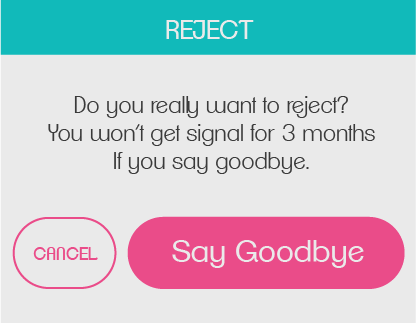 REJECT
Do you really want to reject?
You won't get signal for 3 months
If you say goodbye.
CANCEL
Say Goodbye